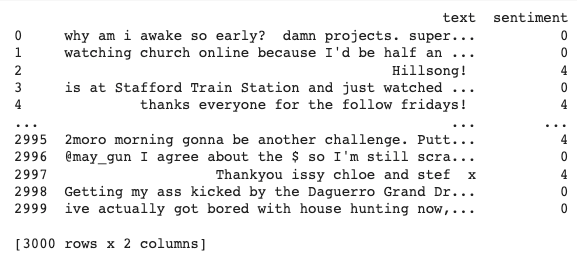 text sentiment
0 why am i awake so early? damn projects. super... 0
1 watching church online because I'd be half an ... 0
2 Hillsong! 4
3 is at Stafford Train Station and just watched ... 0
4 thanks everyone for the follow fridays! 4
... ... ...
2995 2moro morning gonna be another challenge. Putt... 4
2996 @may_gun I agree about the $ so I'm still scra... 0
2997 Thankyou issy chloe and stef x 4
2998 Getting my ass kicked by the Daguerro Grand Dr... 0
2999 ive actually got bored with house hunting now,... 0
[3000 rows x 2 columns]